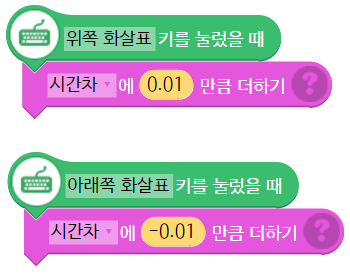 위쪽 화살표 키를 눌렀을 때
시간차 에 0.01 만큼 더하기 ?
아래쪽 화살표 키를 눌렀을 때
시간차 에 -0.01 만큼 더하기 ?